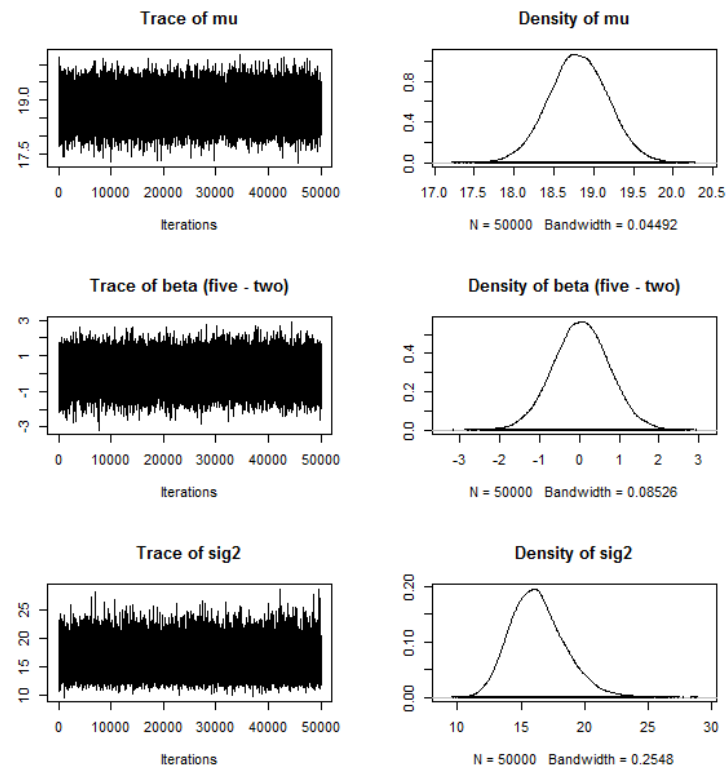 Trace of mu
19.0
17.5
0 10000 20000 30000 40000 50000
Iterations
Density of mu
0.8
0.4
0.0
17.0 17.5 18.0 18.5 19.0 19.5 20.0 20.5
N = 50000 Bandwidth = 0.04492
Trace of beta (five - two)
3
1
-1
-3
0 10000 20000 30000 40000 50000
Iterations
Density of beta (five - two)
0.4
0.2
0.0
-3 -2 -1 0 1 2 3
N = 50000 Bandwidth = 0.08526
Trace of sig2
25
20
15
10
0 10000 20000 30000 40000 50000
Iterations
Density of sig2
0.20
0.10
0.00
10 15 20 25 30
N = 50000 Bandwidth = 0.2548